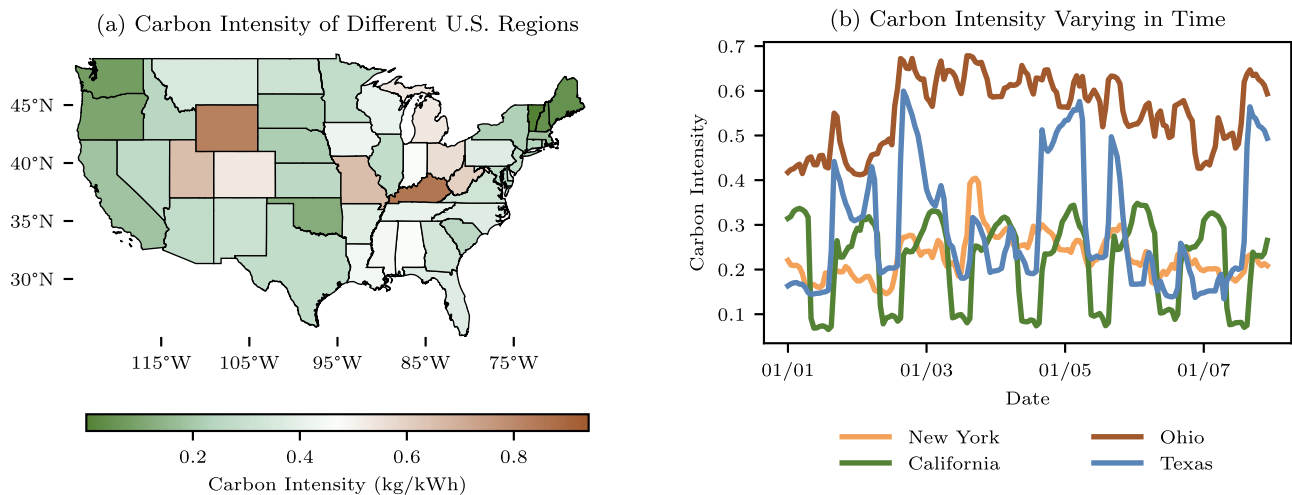 (a) Carbon Intensity of Different U.S. Regions
45°N
40°N
35°N
30°N
115°W 105°W 95°W 85°W 75°W
0.2 0.4 0.6 0.8
Carbon Intensity (kg/kWh)
(b) Carbon Intensity Varying in Time
Carbon Intensity
0.7
0.6
0.5
0.4
0.3
0.2
0.1
01/01 01/03 01/05 01/07
Date
New York Ohio
California Texas